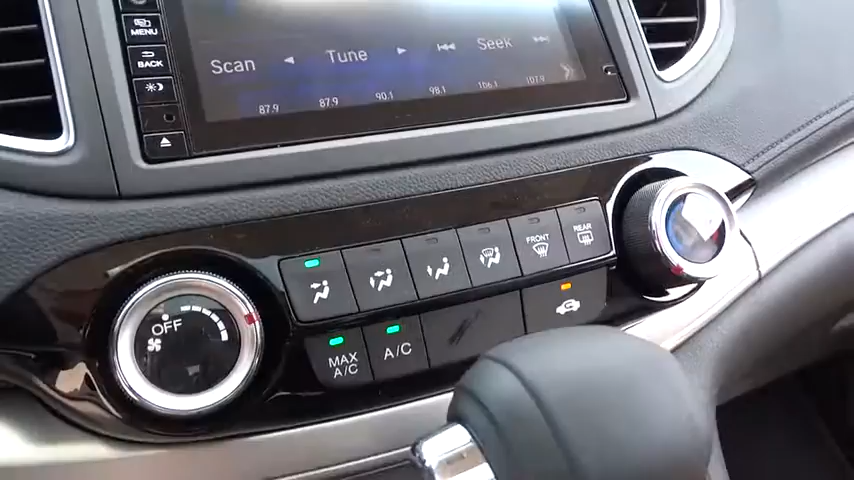 MENU
BACK
Scan
Tune
Seek
87.9 87.9 90.1 98.1 106.1 107.9
FRONT
REAR
OFF
MAX
A/C
A/C